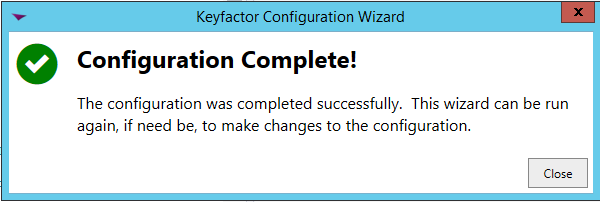 Keyfactor Configuration Wizard
x
Configuration Complete!
The configuration was completed successfully.  This wizard can be run
again, if need be, to make changes to the configuration.
Close